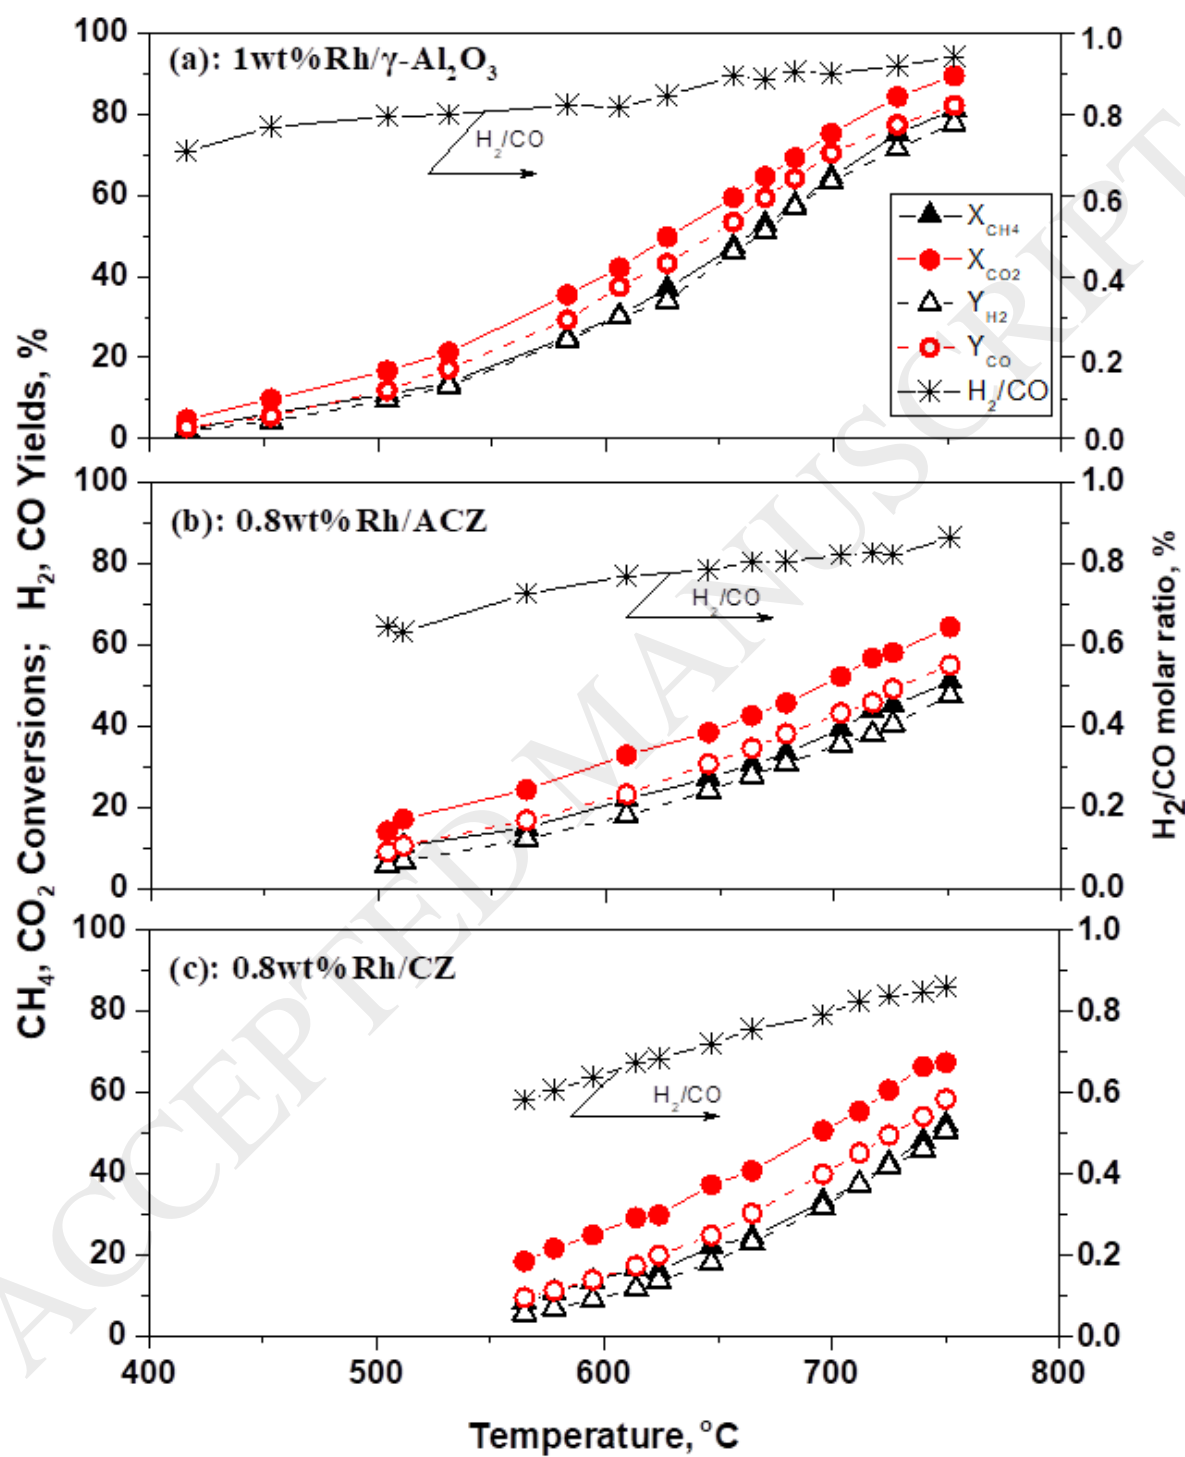 (a): 1wt%Rh/γ-Al₂O₃
H₂/CO
X_CH4
X_CO2
Y_H2
Y_CO
H₂/CO
100
80
60
40
20
0
1.0
0.8
0.6
0.4
0.2
0.0
(b): 0.8wt%Rh/ACZ
H₂/CO
100
80
60
40
20
0
1.0
0.8
0.6
0.4
0.2
0.0
(c): 0.8wt%Rh/CZ
H₂/CO
100
80
60
40
20
0
1.0
0.8
0.6
0.4
0.2
0.0
400 500 600 700 800
Temperature, °C
CH₄, CO₂ Conversions; H₂, CO Yields, %
H₂/CO molar ratio, %
ACCEPTED MANUSCRIPT